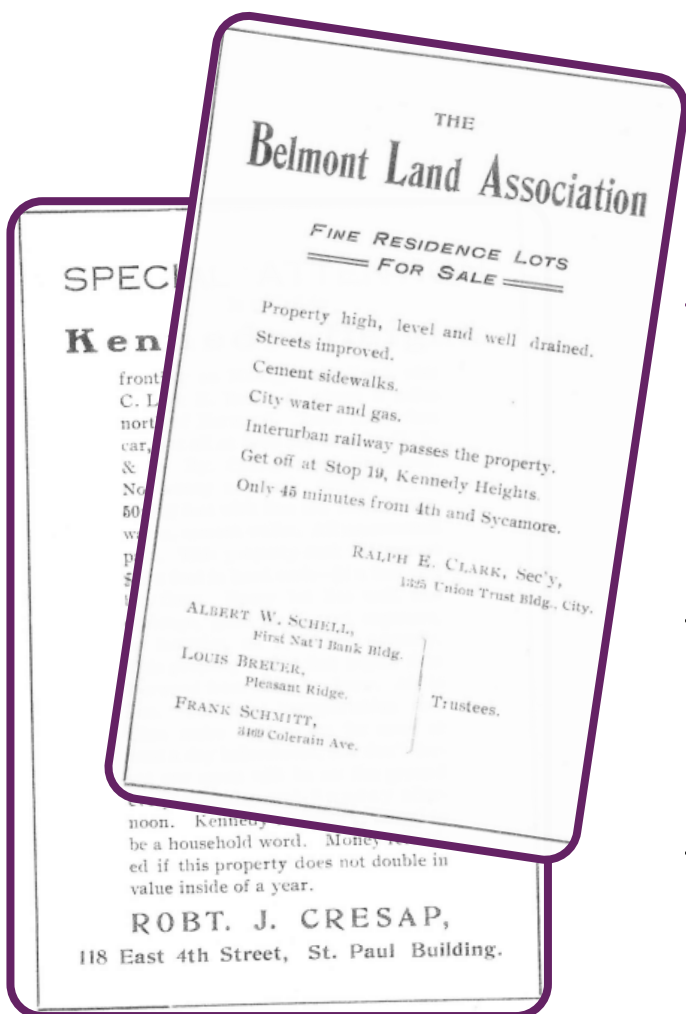 THE
Belmont Land Association
FINE RESIDENCE LOTS
FOR SALE
Property high, level and well drained.
Streets improved.
Cement sidewalks.
City water and gas.
Interurban railway passes the property.
Get off at Stop 19, Kennedy Heights.
Only 45 minutes from 4th and Sycamore.
RALPH E. CLARK, Sec'y,
1325 Union Trust Bldg., City.
ALBERT W. SCHELL,
First Nat'l Bank Bldg.
LOUIS BREUER,
Pleasant Ridge.
FRANK SCHMITT,
3169 Colerain Ave.
Trustees.
SPECI
Ken
fronti
C. L
nort
car,
&
No
50
noon. Kennedy
be a household word. Money
ed if this property does not double in
value inside of a year.
ROBT. J. CRESAP,
118 East 4th Street, St. Paul Building.